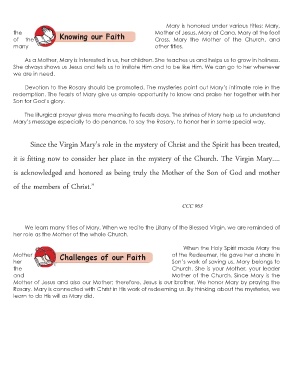 Mary is honored under various titles: Mary,
the Knowing our Faith Mother of Jesus, Mary at Cana, Mary at the foot
of the Cross, Mary the Mother of the Church, and
many other titles.
As a Mother, Mary is interested in us, her children. She teaches us and helps us to grow in holiness.
She always shows us Jesus and tells us to imitate Him and to be like Him. We can go to her whenever
we are in need.
Devotion to the Rosary should be promoted. The mysteries point out Mary's intimate role in the
redemption. The feasts of Mary give us ample opportunity to know and praise her together with her
Son for God's glory.
The liturgical prayer gives more meaning to feasts days. The shrines of Mary help us to understand
Mary's message especially to do penance, to say the Rosary, to honor her in some special way.
Since the Virgin Mary's role in the mystery of Christ and the Spirit has been treated,
it is fitting now to consider her place in the mystery of the Church. The Virgin Mary.....
is acknowledged and honored as being truly the Mother of the Son of God and mother
of the members of Christ."
CCC 963
We learn many titles of Mary. When we recite the Litany of the Blessed Virgin, we are reminded of
her role as the Mother of the whole Church.
When the Holy Spirit made Mary the
Mother Challenges of our Faith of the Redeemer, He gave her a share in
her Son's work of saving us. Mary belongs to
the Church. She is your Mother, your leader
and Mother of the Church. Since Mary is the
Mother of Jesus and also our Mother; therefore, Jesus is our brother. We honor Mary by praying the
Rosary. Mary is connected with Christ in His work of redeeming us. By thinking about the mysteries, we
learn to do His will as Mary did.